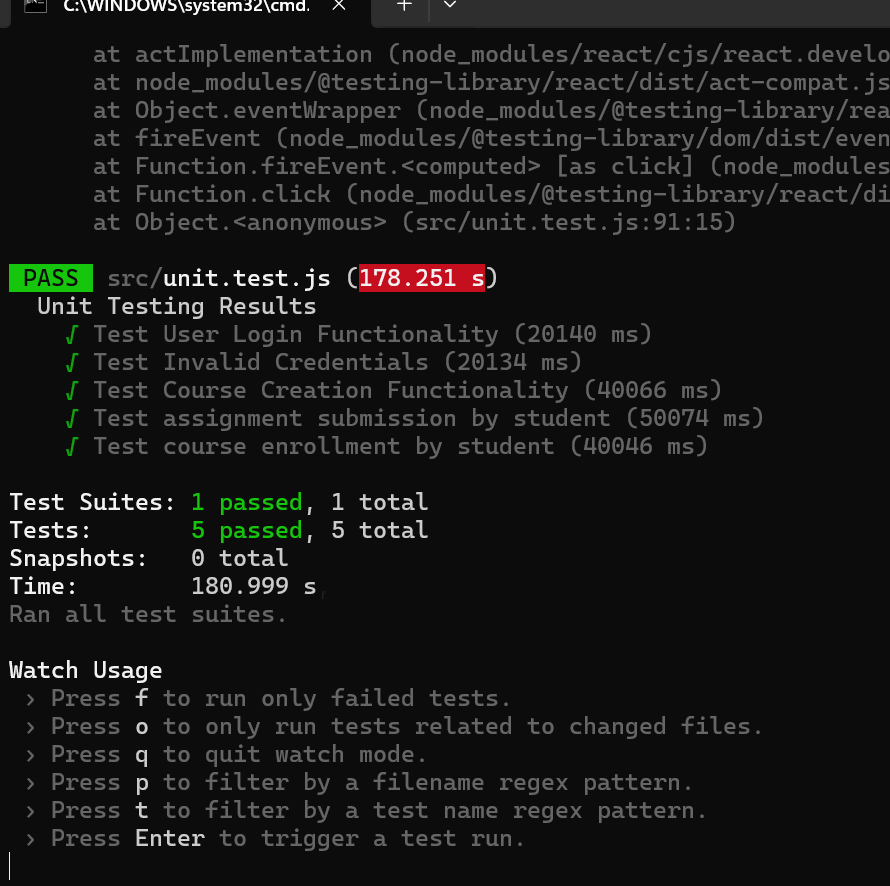 C:\WINDOWS\system32\cmd.
at actImplementation (node_modules/react/cjs/react.develo
at node_modules/@testing-library/react/dist/act-compat.js
at Object.eventWrapper (node_modules/@testing-library/rea
at fireEvent (node_modules/@testing-library/dom/dist/even
at Function.fireEvent.<computed> [as click] (node_modules
at Function.click (node_modules/@testing-library/react/di
at Object.<anonymous> (src/unit.test.js:91:15)
PASS src/unit.test.js (178.251 s)
Unit Testing Results
√ Test User Login Functionality (20140 ms)
√ Test Invalid Credentials (20134 ms)
√ Test Course Creation Functionality (40066 ms)
√ Test assignment submission by student (50074 ms)
√ Test course enrollment by student (40046 ms)
Test Suites: 1 passed, 1 total
Tests: 5 passed, 5 total
Snapshots: 0 total
Time: 180.999 s
Ran all test suites.
Watch Usage
› Press f to run only failed tests.
› Press o to only run tests related to changed files.
› Press q to quit watch mode.
› Press p to filter by a filename regex pattern.
› Press t to filter by a test name regex pattern.
› Press Enter to trigger a test run.